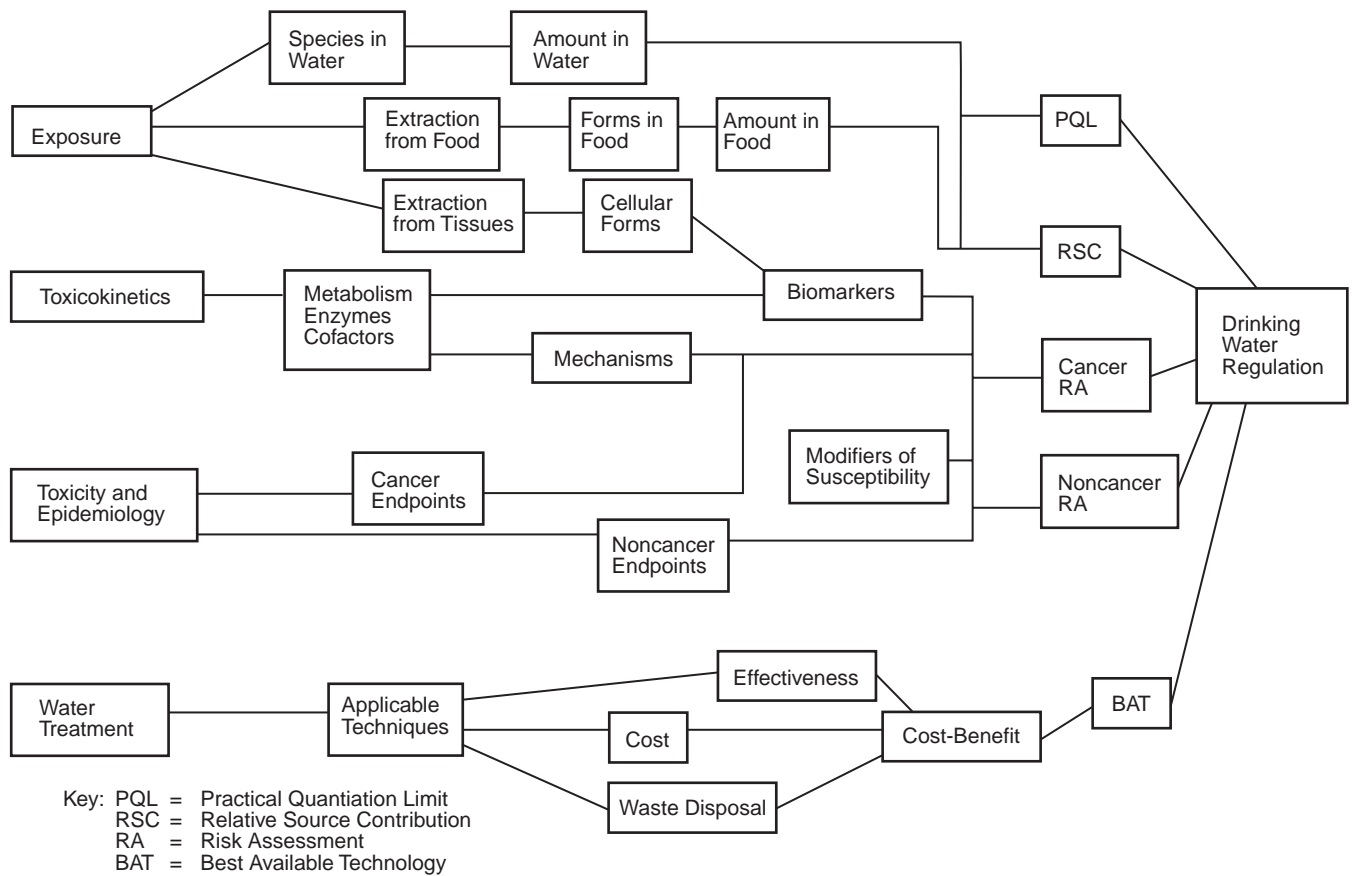 Species in
Water
Amount in
Water
Exposure
Extraction
from Food
Forms in
Food
Amount in
Food
PQL
Extraction
from Tissues
Cellular
Forms
RSC
Toxicokinetics
Metabolism
Enzymes
Cofactors
Biomarkers
Drinking
Water
Regulation
Mechanisms
Cancer
RA
Modifiers of
Susceptibility
Toxicity and
Epidemiology
Cancer
Endpoints
Noncancer
RA
Noncancer
Endpoints
Water
Treatment
Applicable
Techniques
Effectiveness
Cost
Waste Disposal
Cost-Benefit
BAT
Key: PQL = Practical Quantiation Limit
RSC = Relative Source Contribution
RA = Risk Assessment
BAT = Best Available Technology